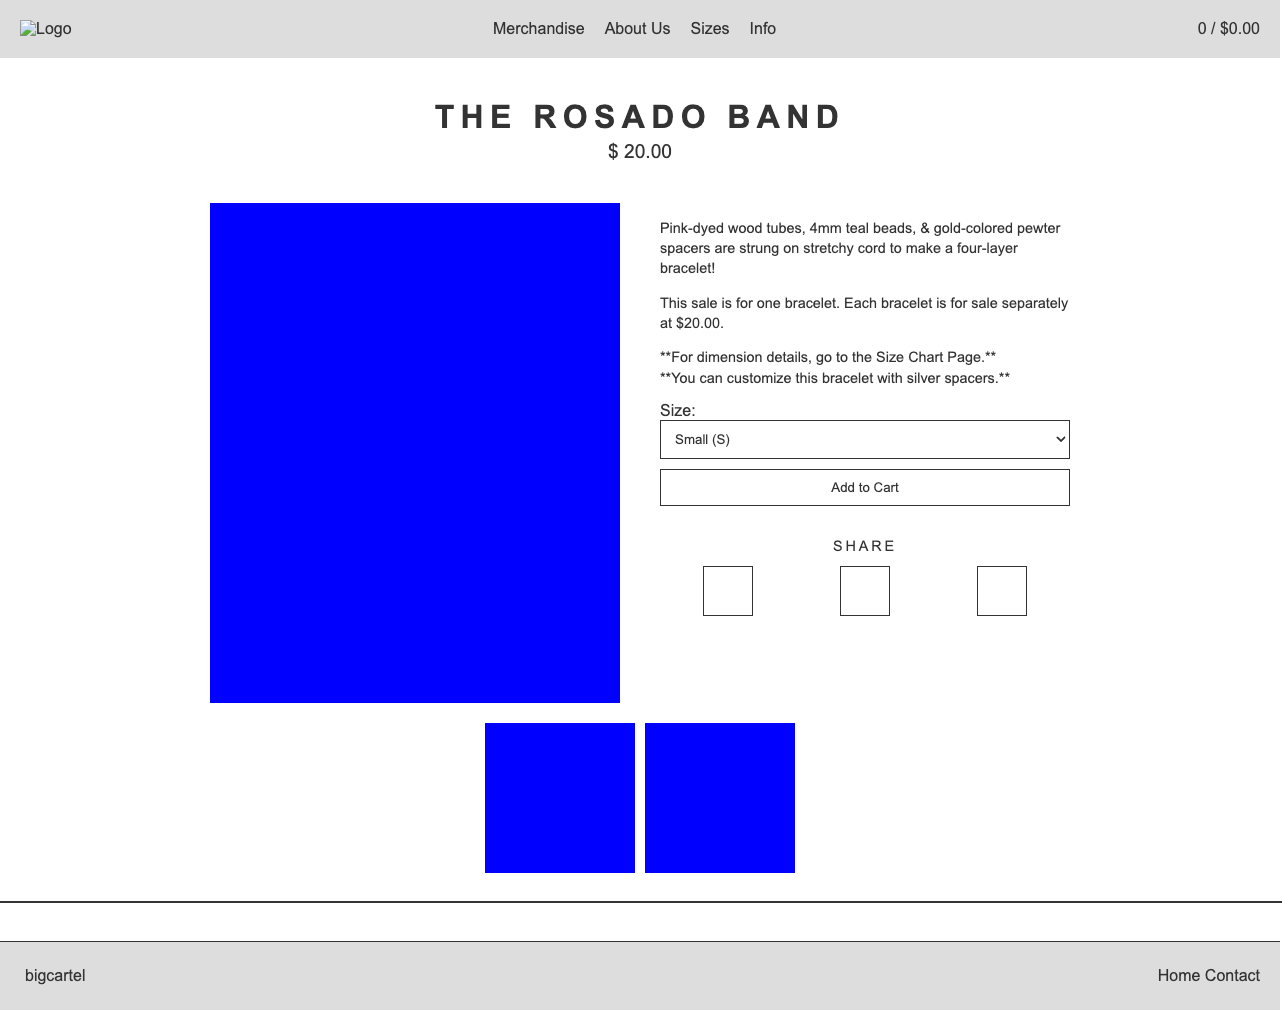 Logo
Merchandise About Us Sizes Info
0 / $0.00
THE ROSADO BAND
$ 20.00
Pink-dyed wood tubes, 4mm teal beads, & gold-colored pewter
spacers are strung on stretchy cord to make a four-layer
bracelet!
This sale is for one bracelet. Each bracelet is for sale separately
at $20.00.
**For dimension details, go to the Size Chart Page.**
**You can customize this bracelet with silver spacers.**
Size:
Small (S)
Add to Cart
SHARE
bigcartel
Home Contact